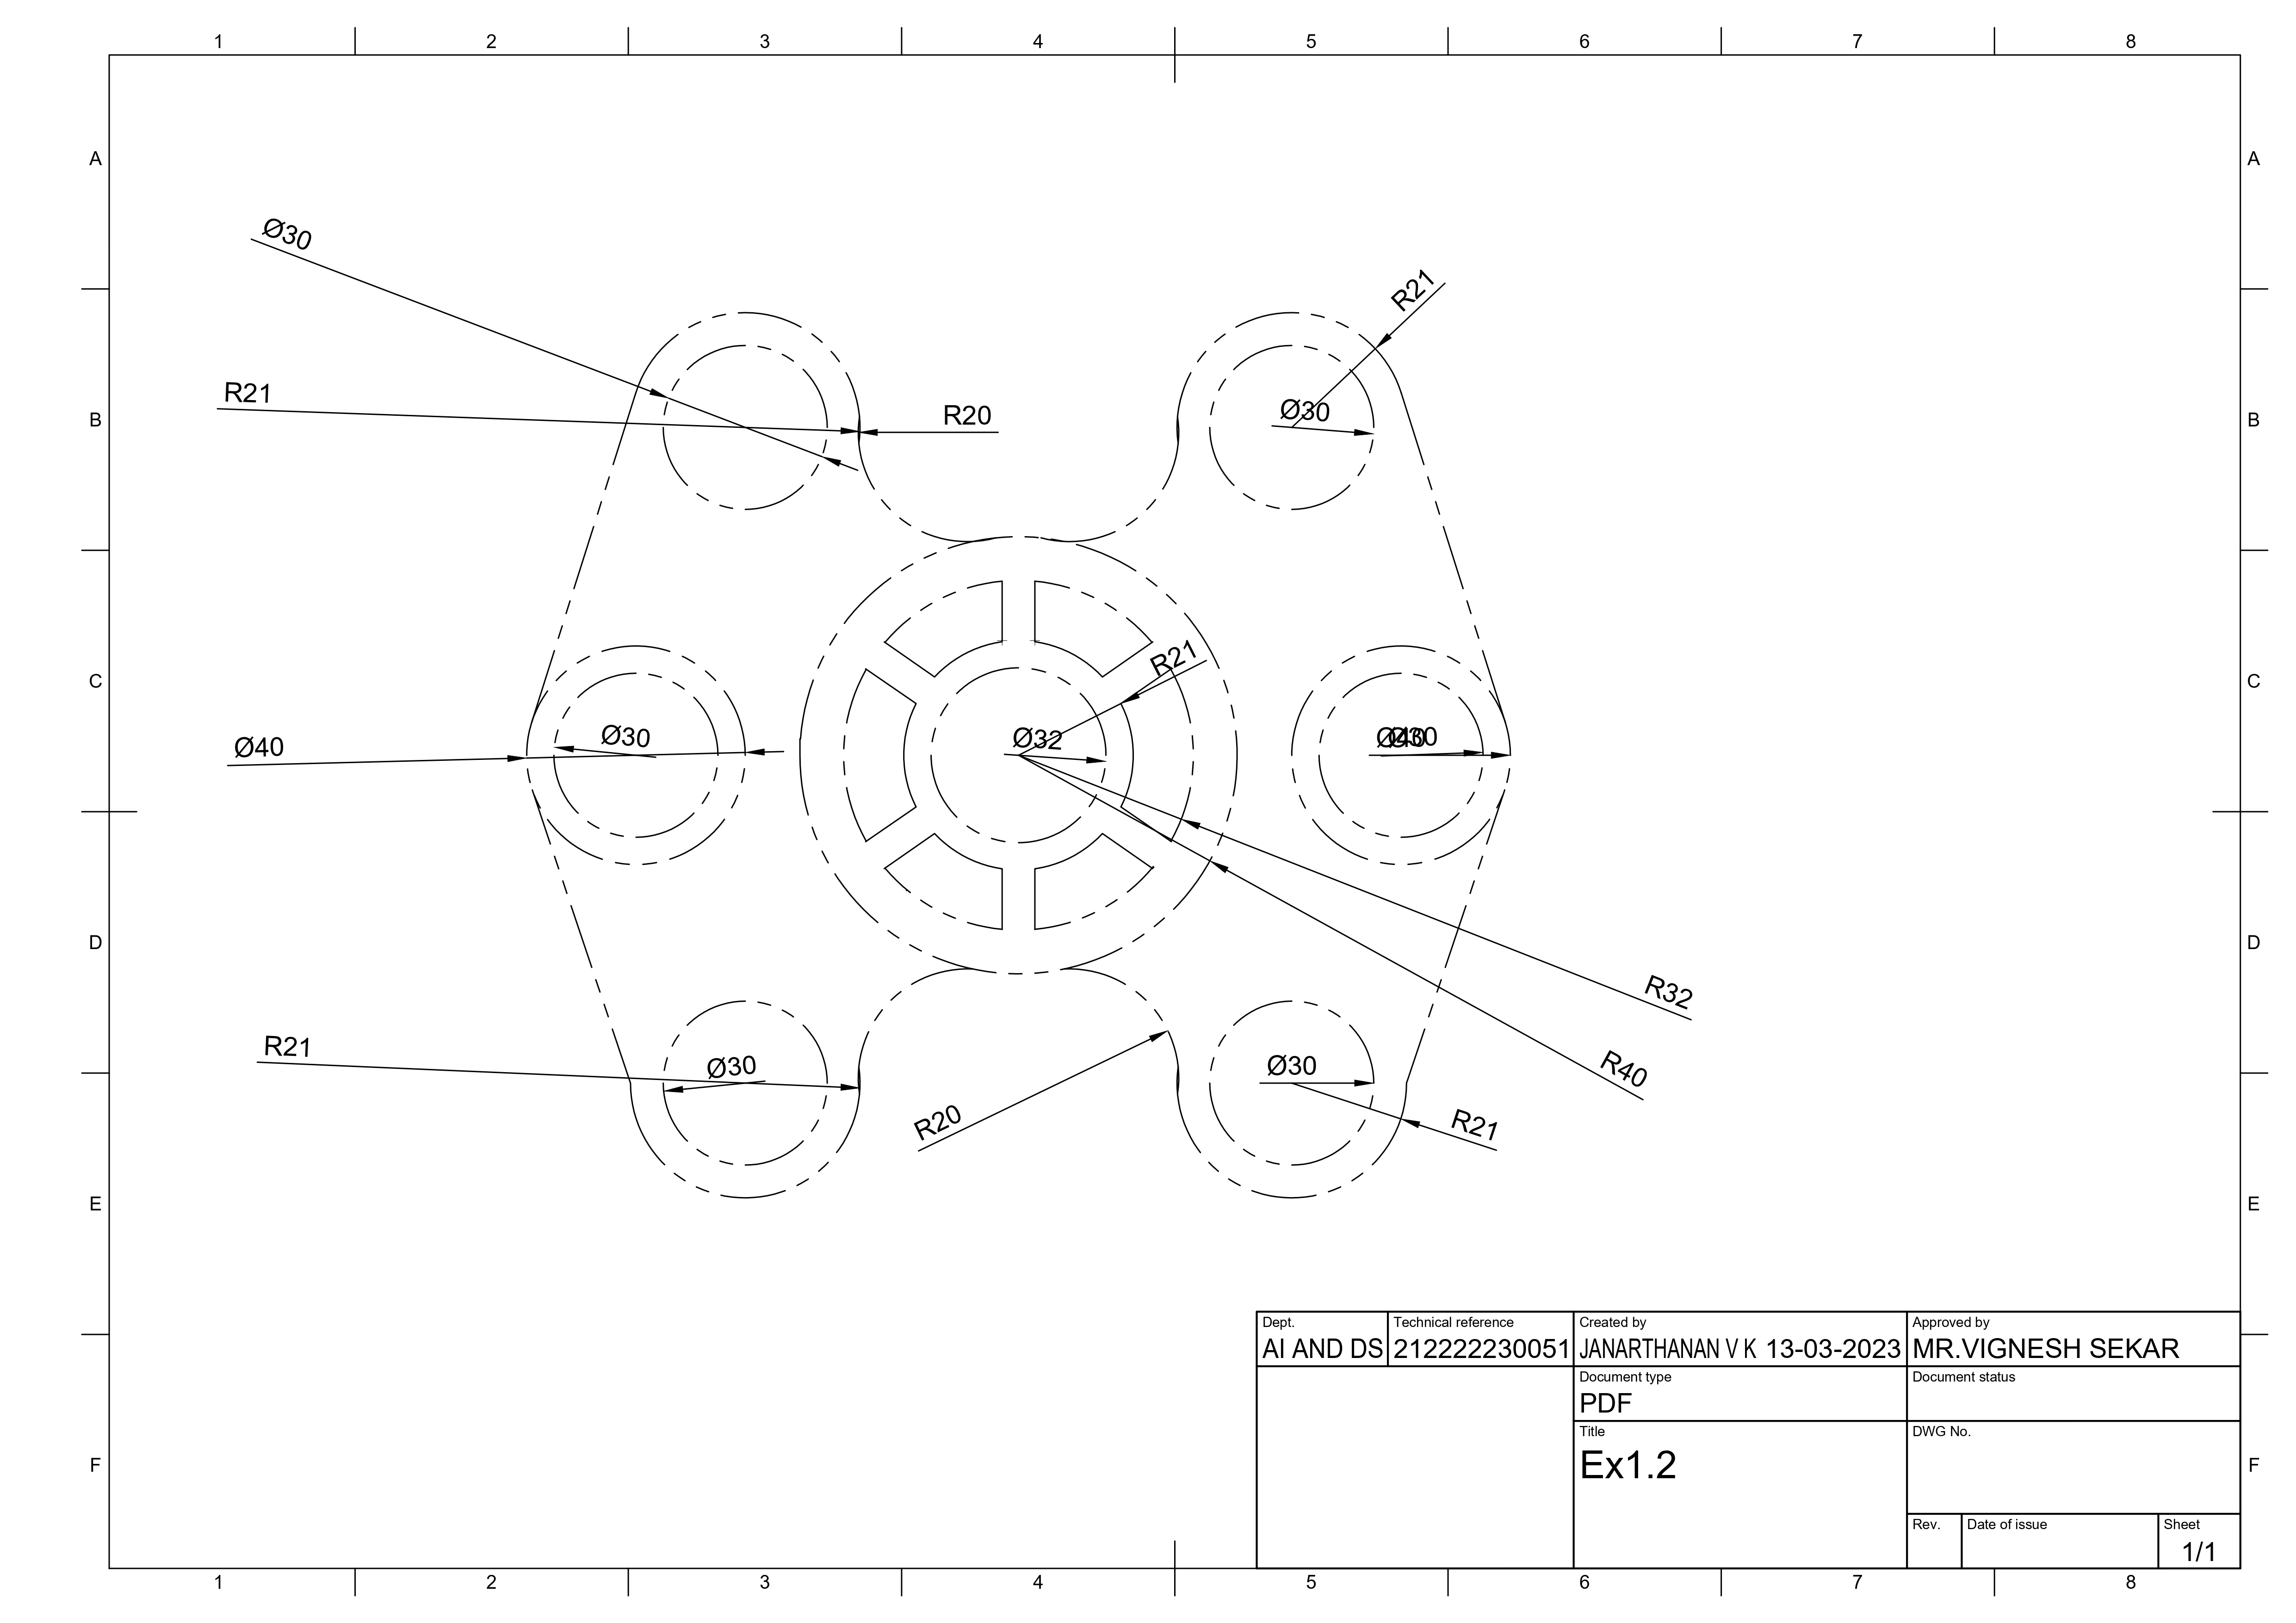 1 2 3 4 5 6 7 8
A A
Ø30
R21
R21
B R20 Ø30 B
R21
C C
Ø40 Ø30 Ø32 Ø40 Ø30
D D
R32
R21 Ø30 Ø30 R40
R20 R21
E E
Dept. Technical reference Created by Approved by
AI AND DS 212222230051 JANARTHANAN V K 13-03-2023 MR.VIGNESH SEKAR
Document type Document status
PDF
Title DWG No.
Ex1.2
F F
Rev. Date of issue Sheet
1/1
1 2 3 4 5 6 7 8